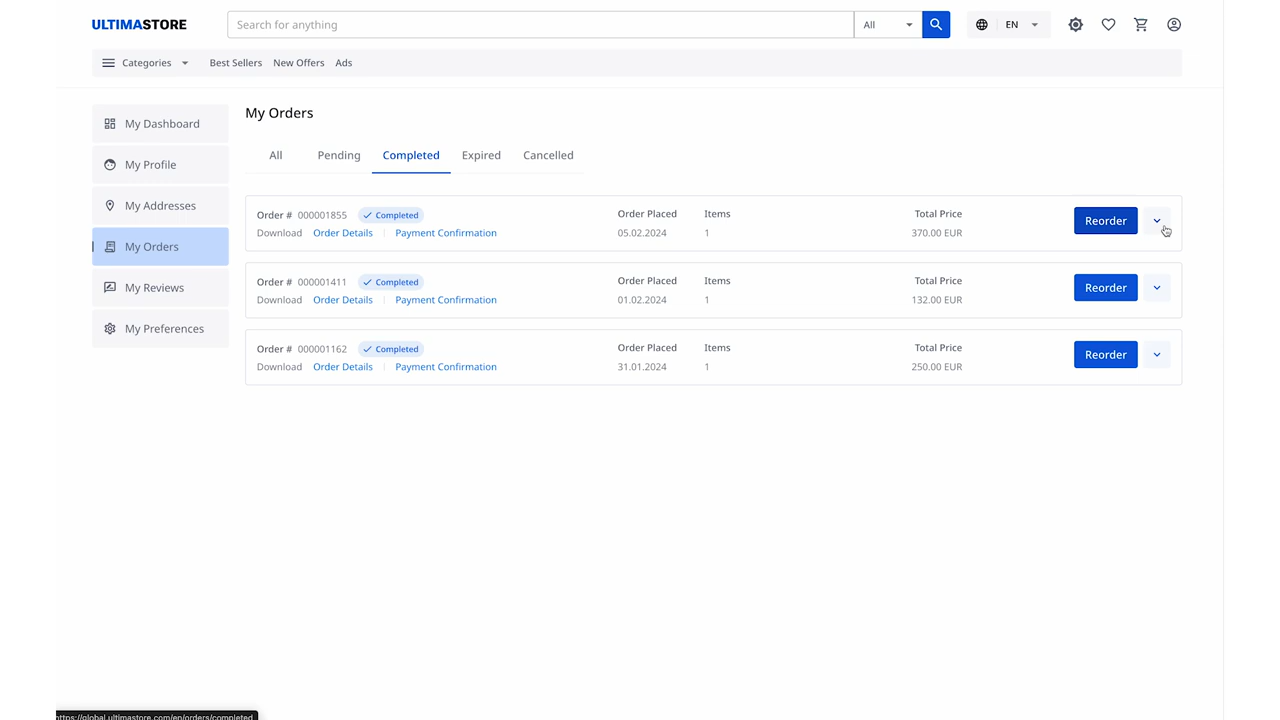 ULTIMASTORE
Search for anything
All
EN
Categories
Best Sellers
New Offers
Ads
My Dashboard
My Profile
My Addresses
My Orders
My Reviews
My Preferences
My Orders
All
Pending
Completed
Expired
Cancelled
Order # 000001855 Completed
Download Order Details | Payment Confirmation
Order Placed
05.02.2024
Items
1
Total Price
370.00 EUR
Reorder
Order # 000001411 Completed
Download Order Details | Payment Confirmation
Order Placed
01.02.2024
Items
1
Total Price
132.00 EUR
Reorder
Order # 000001162 Completed
Download Order Details | Payment Confirmation
Order Placed
31.01.2024
Items
1
Total Price
250.00 EUR
Reorder
https://global.ultimastore.com/en/orders/completed